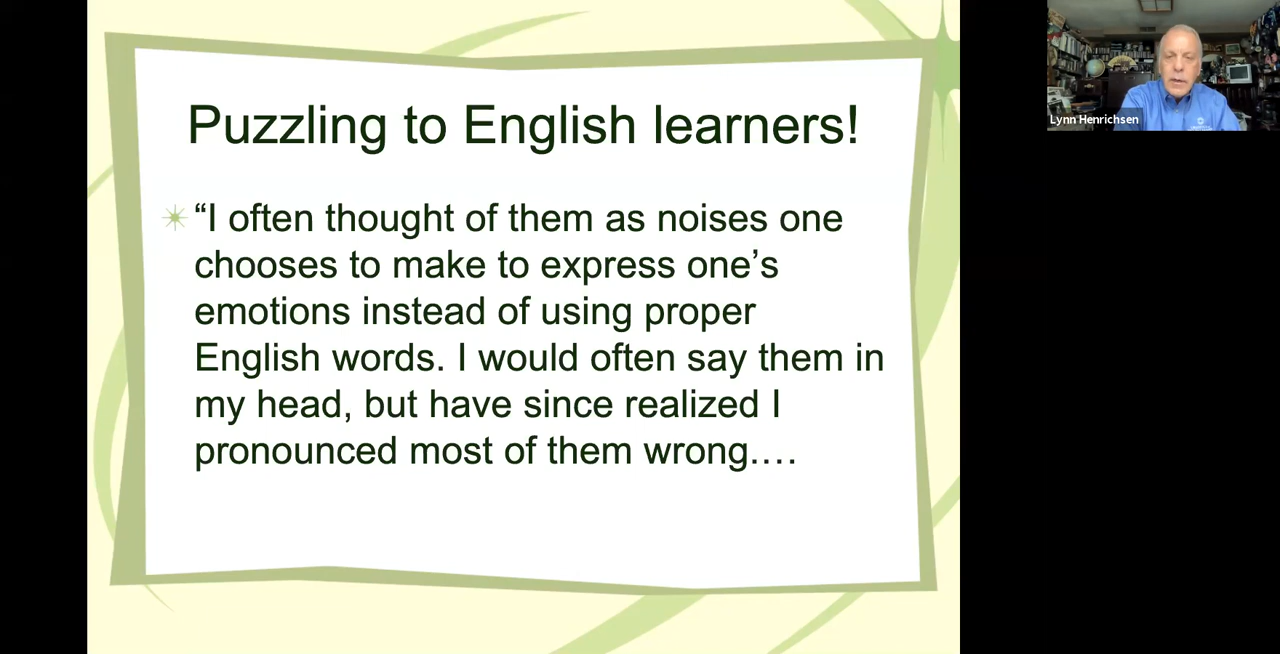 Puzzling to English learners!
“I often thought of them as noises one
chooses to make to express one’s
emotions instead of using proper
English words. I would often say them in
my head, but have since realized I
pronounced most of them wrong….
Lynn Henrichsen